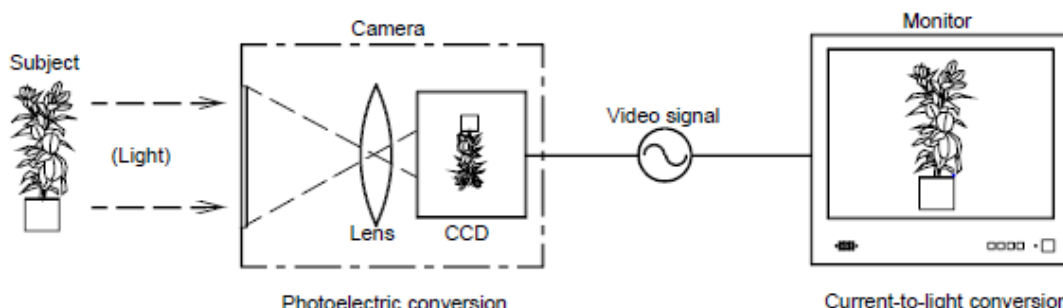 Monitor
Camera
Subject
Video signal
(Light)
Lens
CCD
Photoelectric conversion
Current-to-light conversion